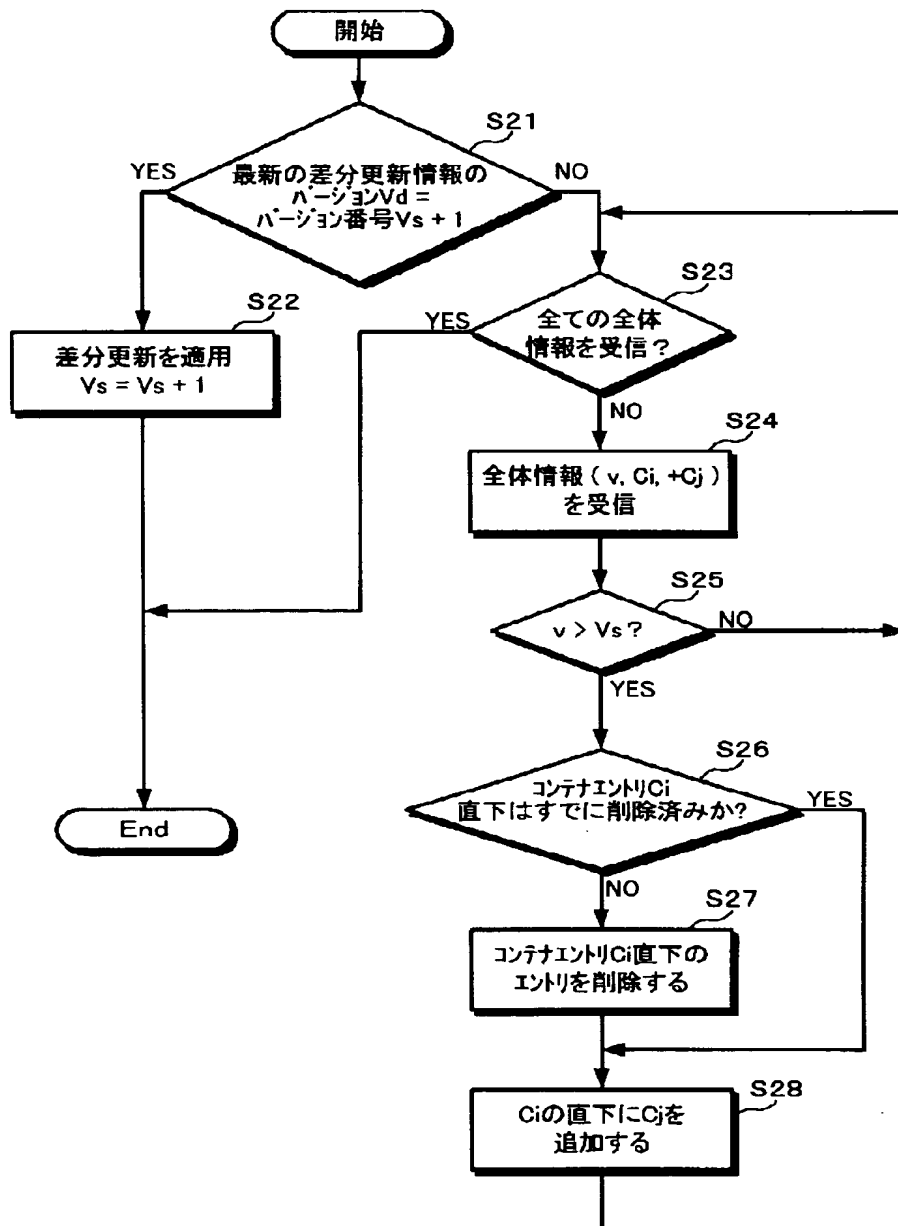 開始
S21
YES
NO
最新の差分更新情報の
バージョンVd =
バージョン番号Vs + 1
S22
差分更新を適用
Vs = Vs + 1
S23
YES
全ての全体
情報を受信？
NO
S24
全体情報 ( v, Ci, +Cj )
を受信
S25
v > Vs ?
NO
YES
S26
コンテナエントリCi
直下はすでに削除済みか?
YES
End
NO
S27
コンテナエントリCi直下の
エントリを削除する
S28
Ciの直下にCjを
追加する